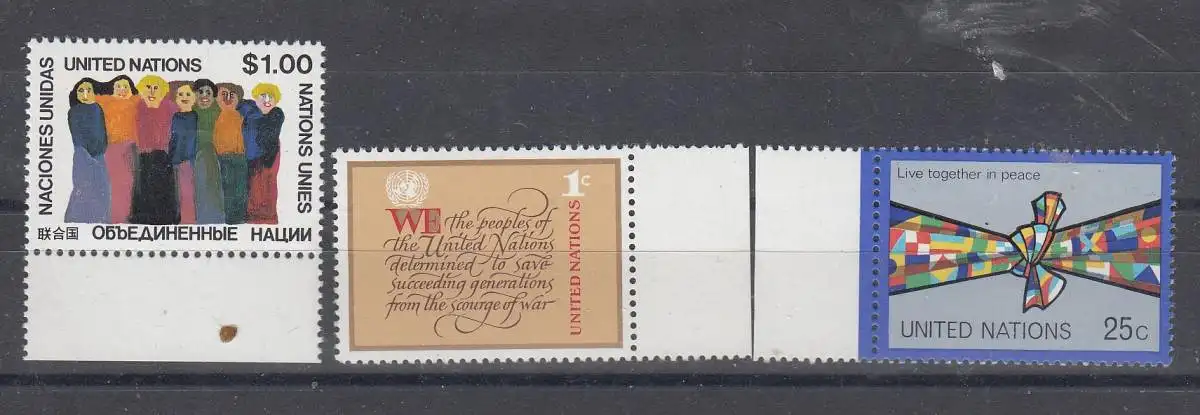 UNITED NATIONS $1.00
NACIONES UNIDAS
NATIONS UNIES
联合国 ОБЪЕДИНЕННЫЕ НАЦИИ
1c
WE the peoples of
the United Nations
determined to save
succeeding generations
from the scourge of war
UNITED NATIONS
Live together in peace
UNITED NATIONS 25c